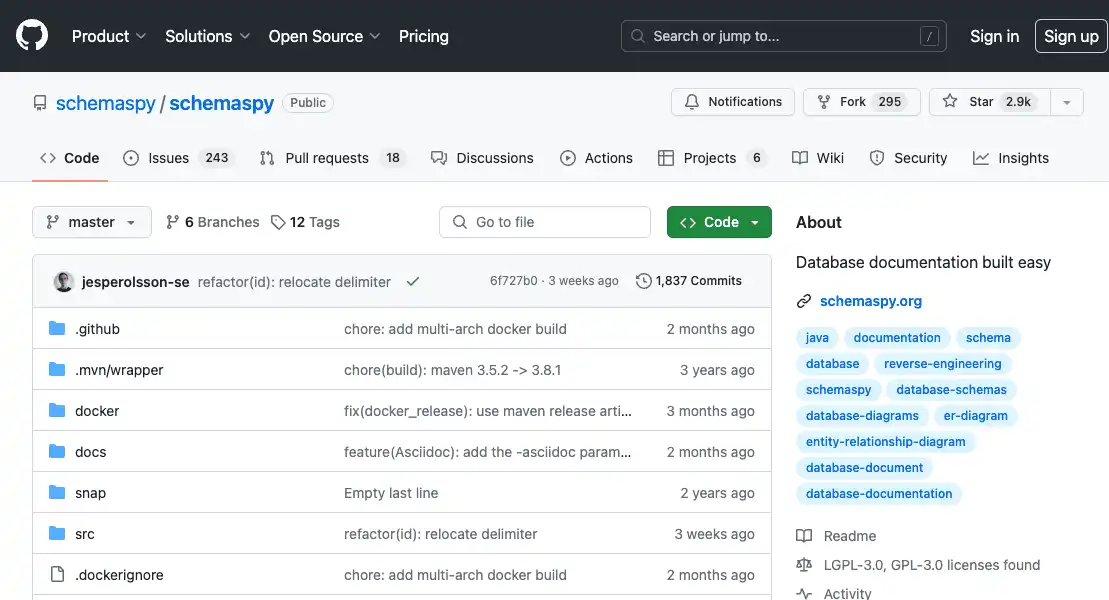 Product Solutions Open Source Pricing Search or jump to... / Sign in Sign up
schemaspy / schemaspy Public Notifications Fork 295 Star 2.9k
Code Issues 243 Pull requests 18 Discussions Actions Projects 6 Wiki Security Insights
master 6 Branches 12 Tags Go to file Code
jesperolsson-se refactor(id): relocate delimiter 6f727b0 · 3 weeks ago 1,837 Commits
.github chore: add multi-arch docker build 2 months ago
.mvn/wrapper chore(build): maven 3.5.2 -> 3.8.1 3 years ago
docker fix(docker_release): use maven release arti... 3 months ago
docs feature(Asciidoc): add the -asciidoc param... 2 months ago
snap Empty last line 2 years ago
src refactor(id): relocate delimiter 3 weeks ago
.dockerignore chore: add multi-arch docker build 2 months ago
About
Database documentation built easy
schemaspy.org
java documentation schema
database reverse-engineering
schemaspy database-schemas
database-diagrams er-diagram
entity-relationship-diagram
database-document
database-documentation
Readme
LGPL-3.0, GPL-3.0 licenses found
Activity